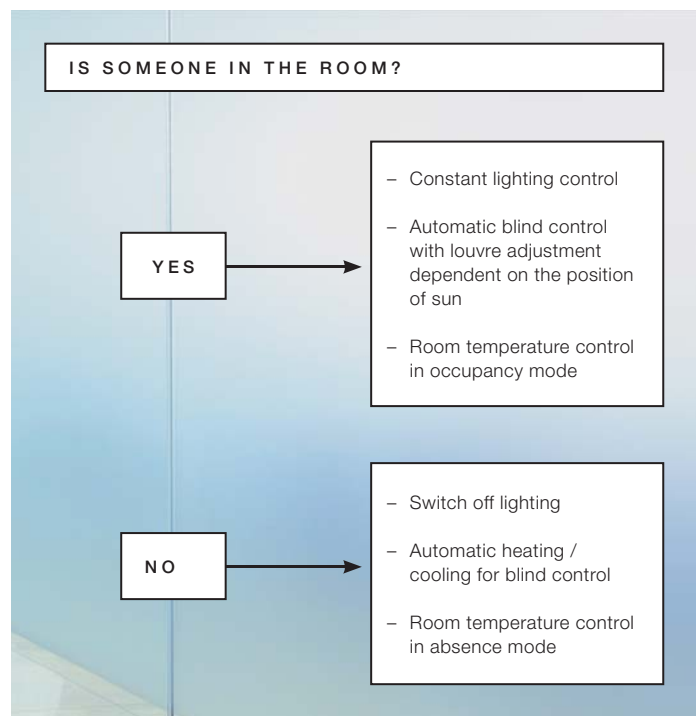 IS SOMEONE IN THE ROOM?
YES
– Constant lighting control
– Automatic blind control
with louvre adjustment
dependent on the position
of sun
– Room temperature control
in occupancy mode
NO
– Switch off lighting
– Automatic heating /
cooling for blind control
– Room temperature control
in absence mode